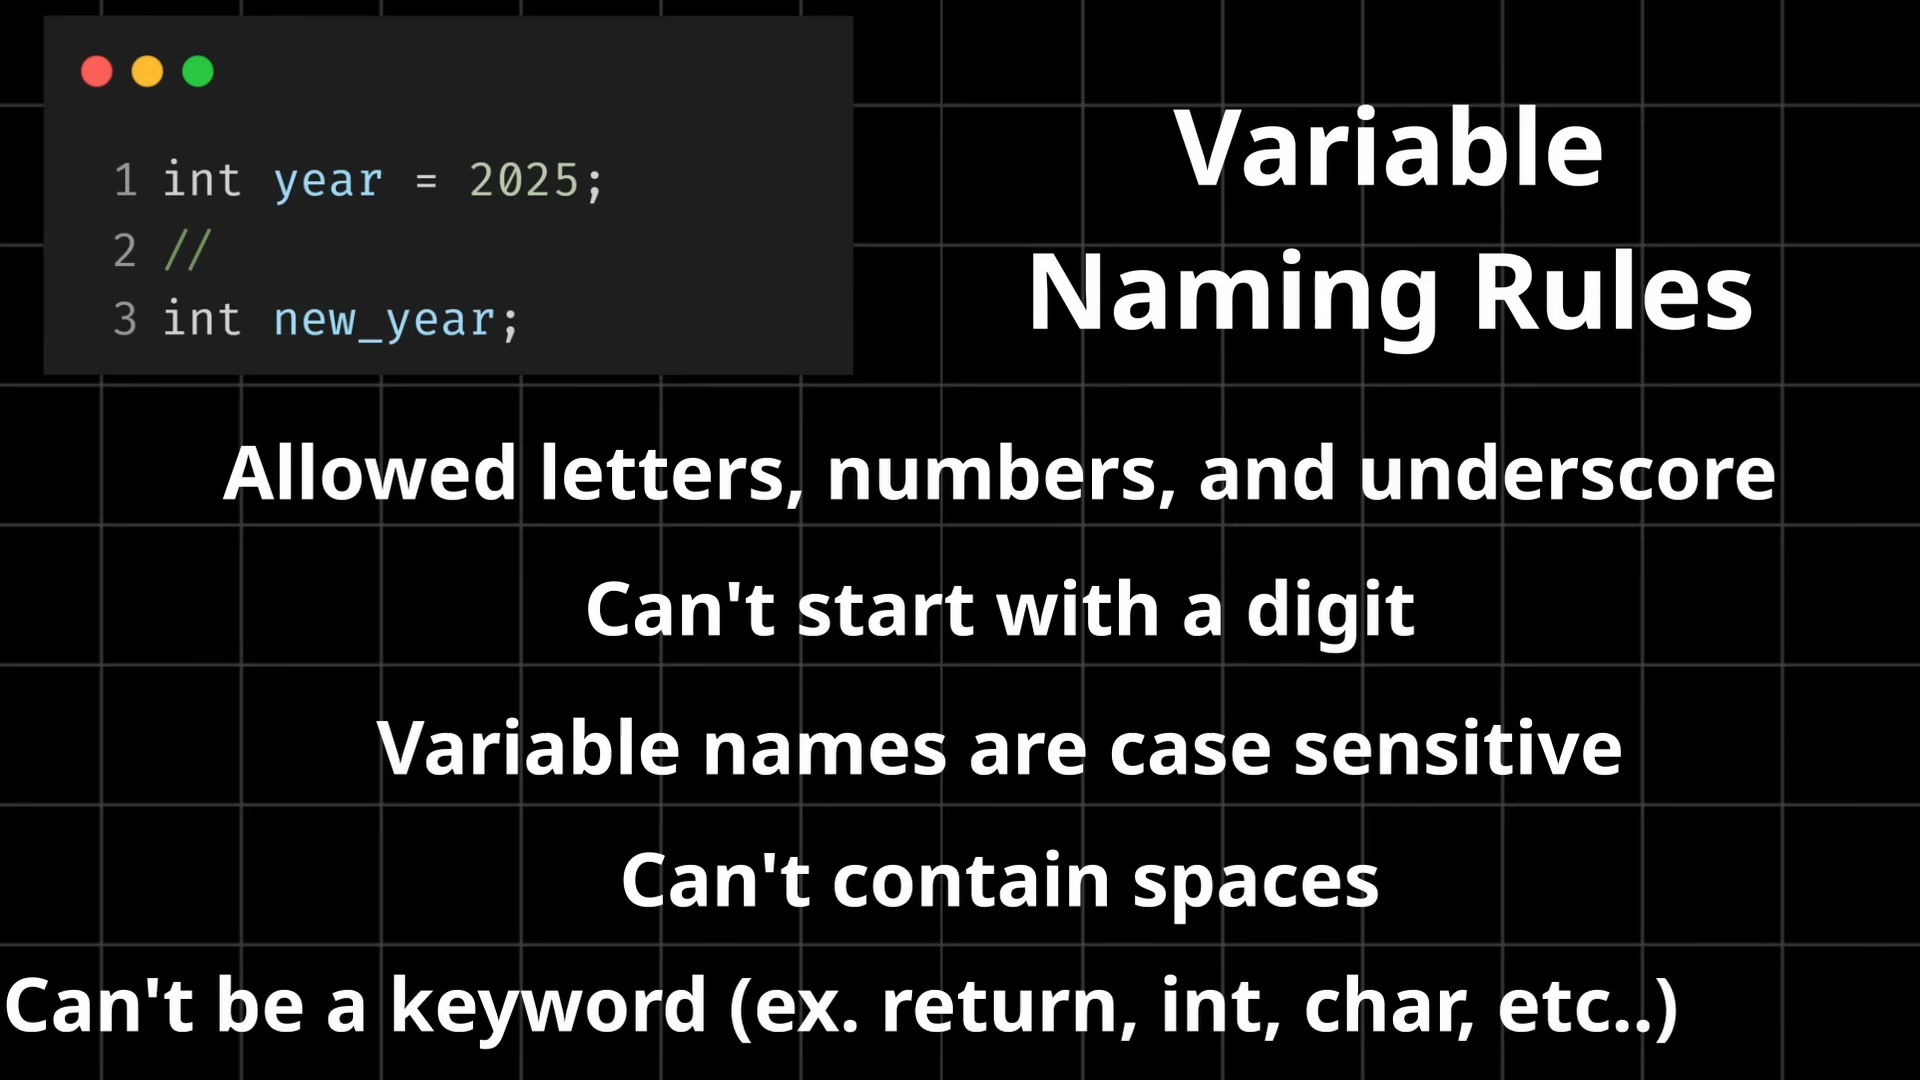 1 int year = 2025;
2 //
3 int new_year;
Variable
Naming Rules
Allowed letters, numbers, and underscore
Can't start with a digit
Variable names are case sensitive
Can't contain spaces
Can't be a keyword (ex. return, int, char, etc..)